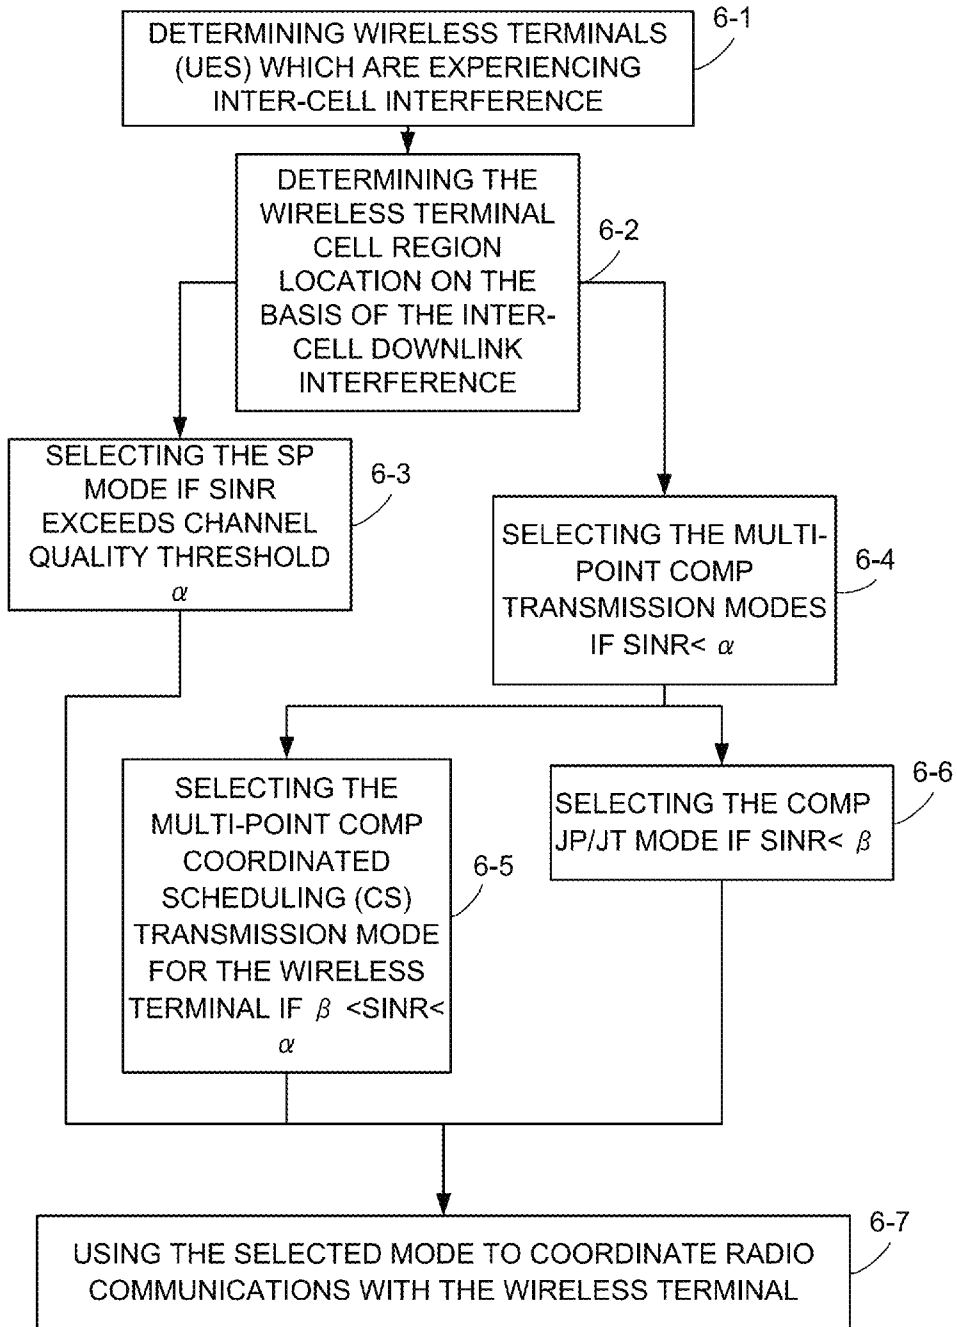 6-1
DETERMINING WIRELESS TERMINALS
(UES) WHICH ARE EXPERIENCING
INTER-CELL INTERFERENCE
DETERMINING THE
WIRELESS TERMINAL
CELL REGION
LOCATION ON THE
BASIS OF THE INTER-
CELL DOWNLINK
INTERFERENCE
6-2
SELECTING THE SP
MODE IF SINR
EXCEEDS CHANNEL
QUALITY THRESHOLD
α
6-3
SELECTING THE MULTI-
POINT COMP
TRANSMISSION MODES
IF SINR< α
6-4
SELECTING THE
MULTI-POINT COMP
COORDINATED
SCHEDULING (CS)
TRANSMISSION MODE
FOR THE WIRELESS
TERMINAL IF β <SINR<
α
6-5
SELECTING THE COMP
JP/JT MODE IF SINR< β
6-6
6-7
USING THE SELECTED MODE TO COORDINATE RADIO
COMMUNICATIONS WITH THE WIRELESS TERMINAL